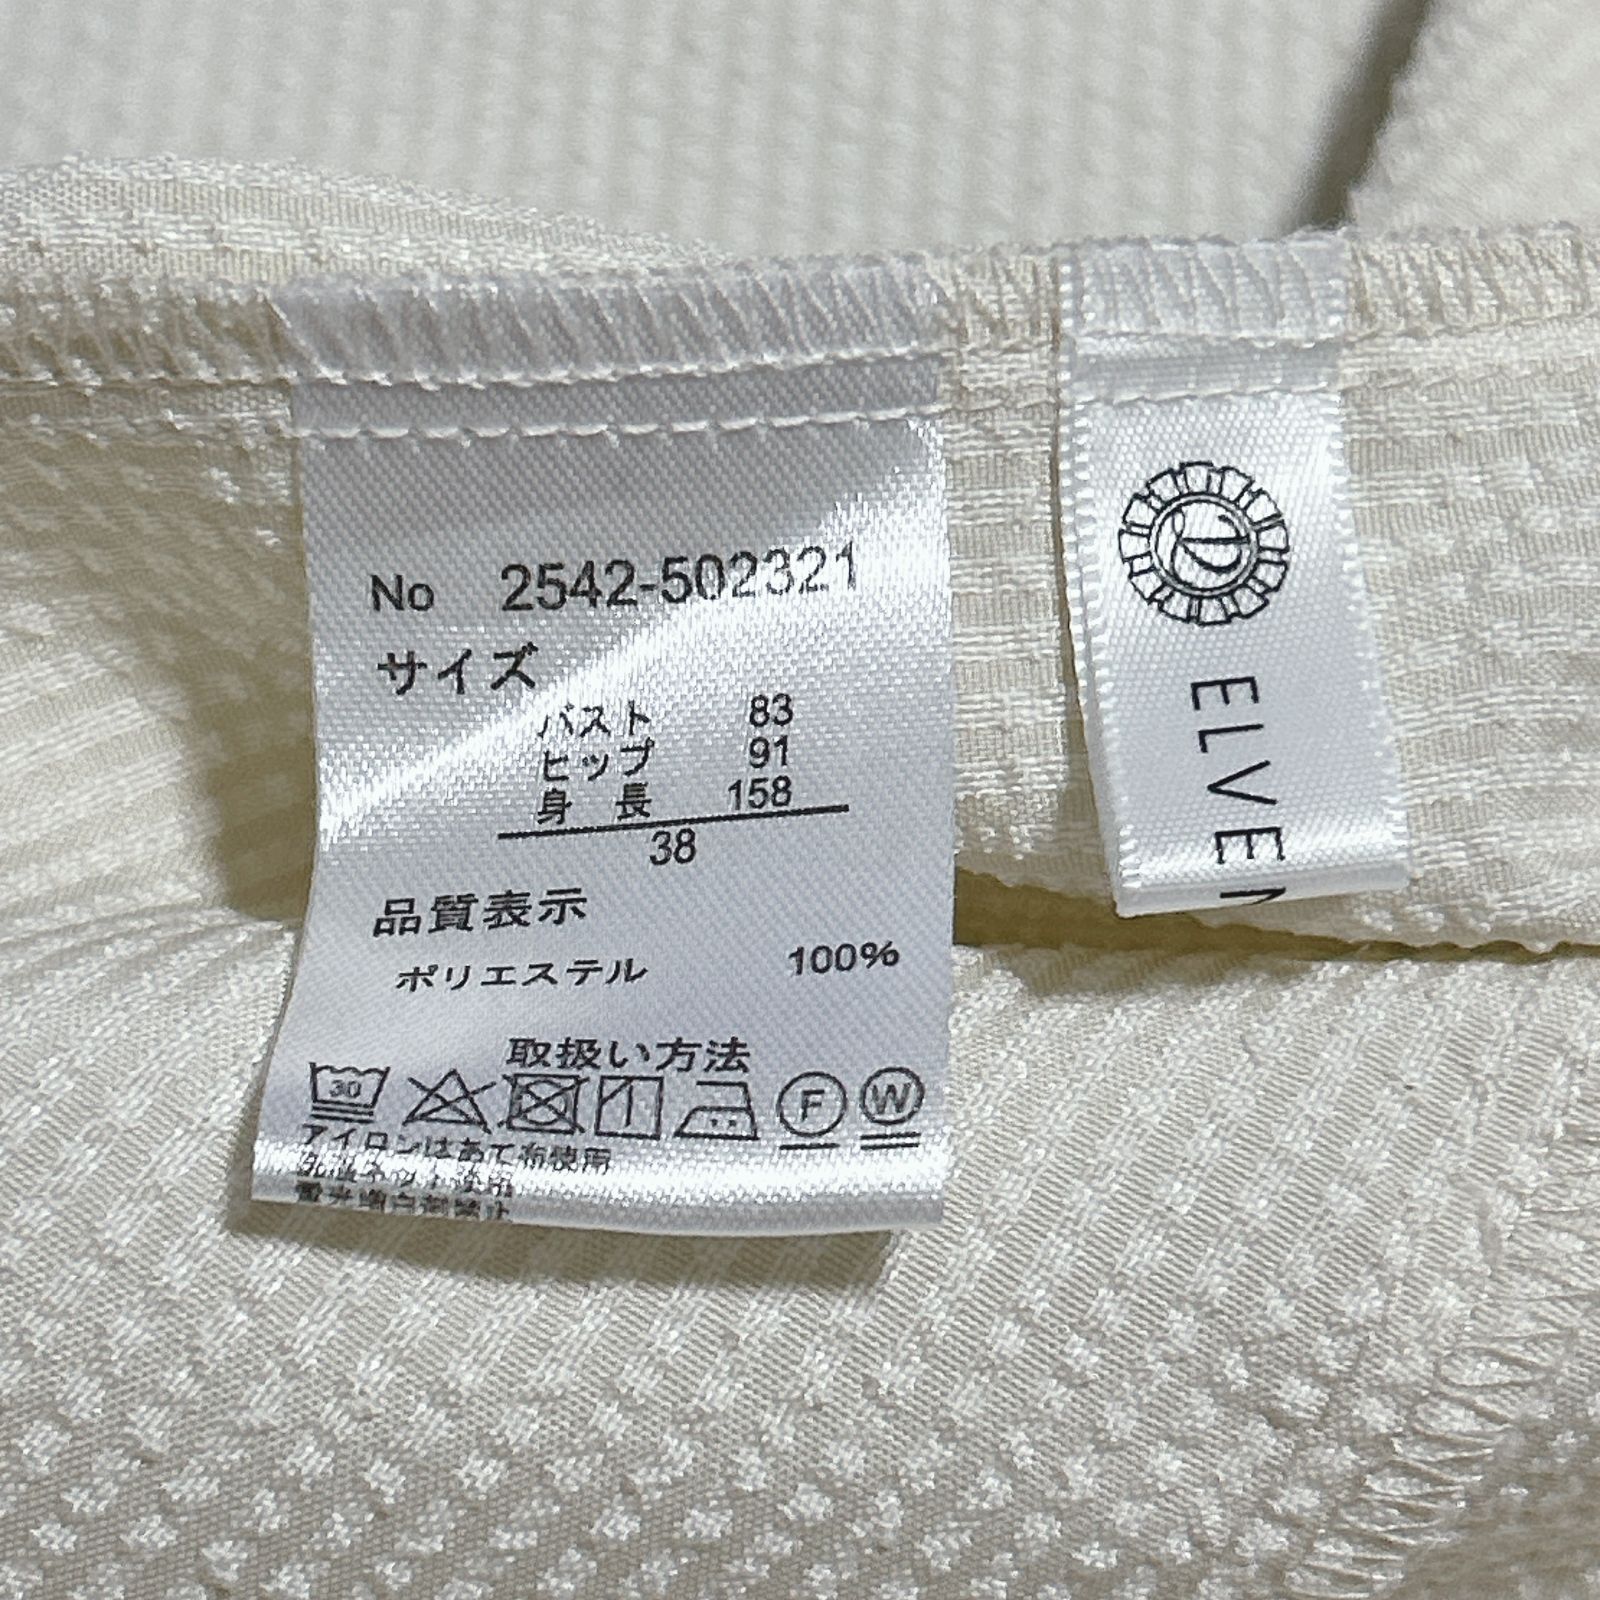 No 2542-502321
サイズ
バスト 83
ヒップ 91
身 長 158
38
品質表示
ポリエステル 100%
取扱い方法
30
F
W
アイロンはあて布使用
D
ELVE